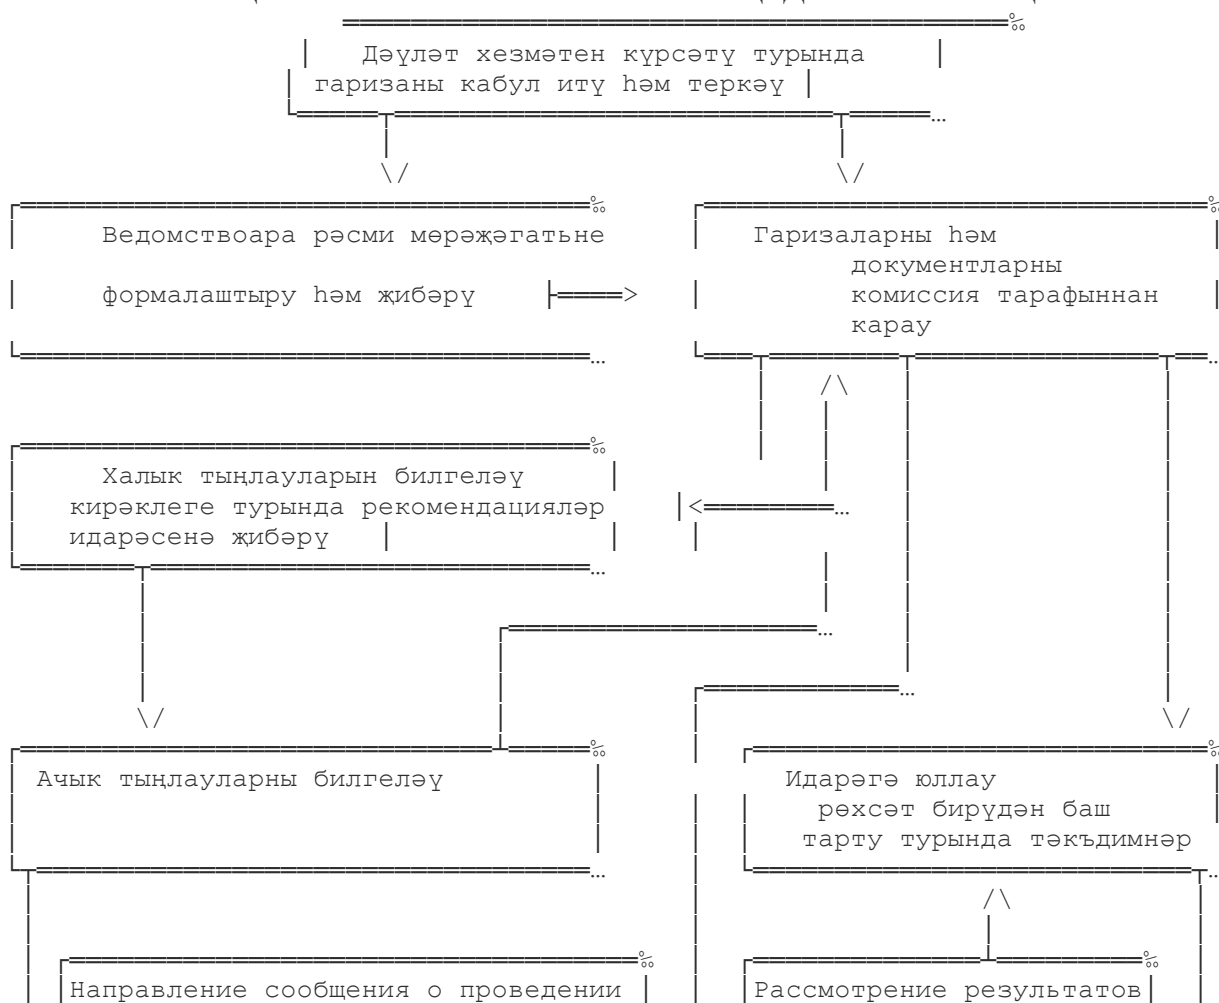 Дәүләт хезмәтен күрсәтү турында
гаризаны кабул итү һәм теркәү
Ведомствоара рәсми мөрәҗәгатьне
формалаштыру һәм җибәрү
Гаризаларны һәм
документларны
комиссия тарафыннан
карау
Халык тыңлауларын билгеләү
кирәклеге турында рекомендацияләр
идарәсенә җибәрү
Ачык тыңлауларны билгеләү
Идарәгә юллау
рөхсәт бирүдән баш
тарту турында тәкъдимнәр
Направление сообщения о проведении
Рассмотрение результатов